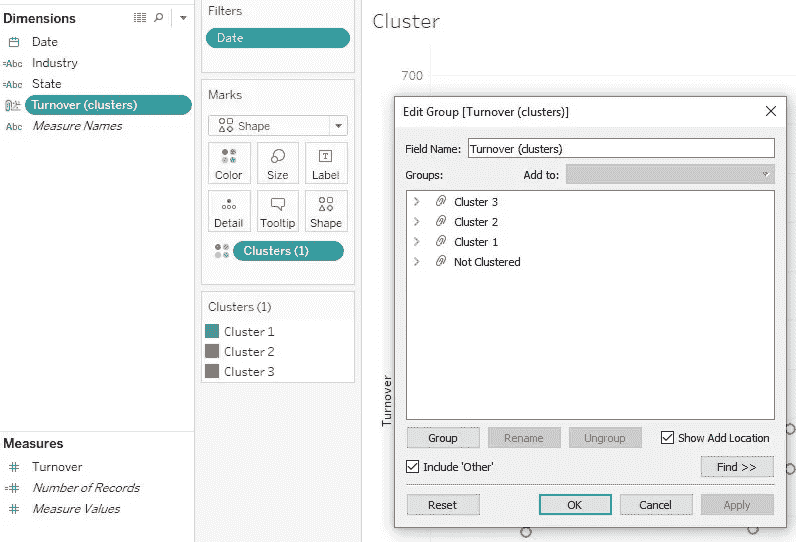 Dimensions
Date
Abc Industry
Abc State
Turnover (clusters)
Abc Measure Names
Measures
Turnover
Number of Records
Measure Values
Filters
Date
Marks
Shape
Color Size Label
Detail Tooltip Shape
Clusters (1)
Clusters (1)
Cluster 1
Cluster 2
Cluster 3
Cluster
700
Turnover
Edit Group [Turnover (clusters)]
Field Name: Turnover (clusters)
Groups: Add to:
Cluster 3
Cluster 2
Cluster 1
Not Clustered
Group Rename Ungroup Show Add Location
Include 'Other' Find >>
Reset OK Cancel Apply